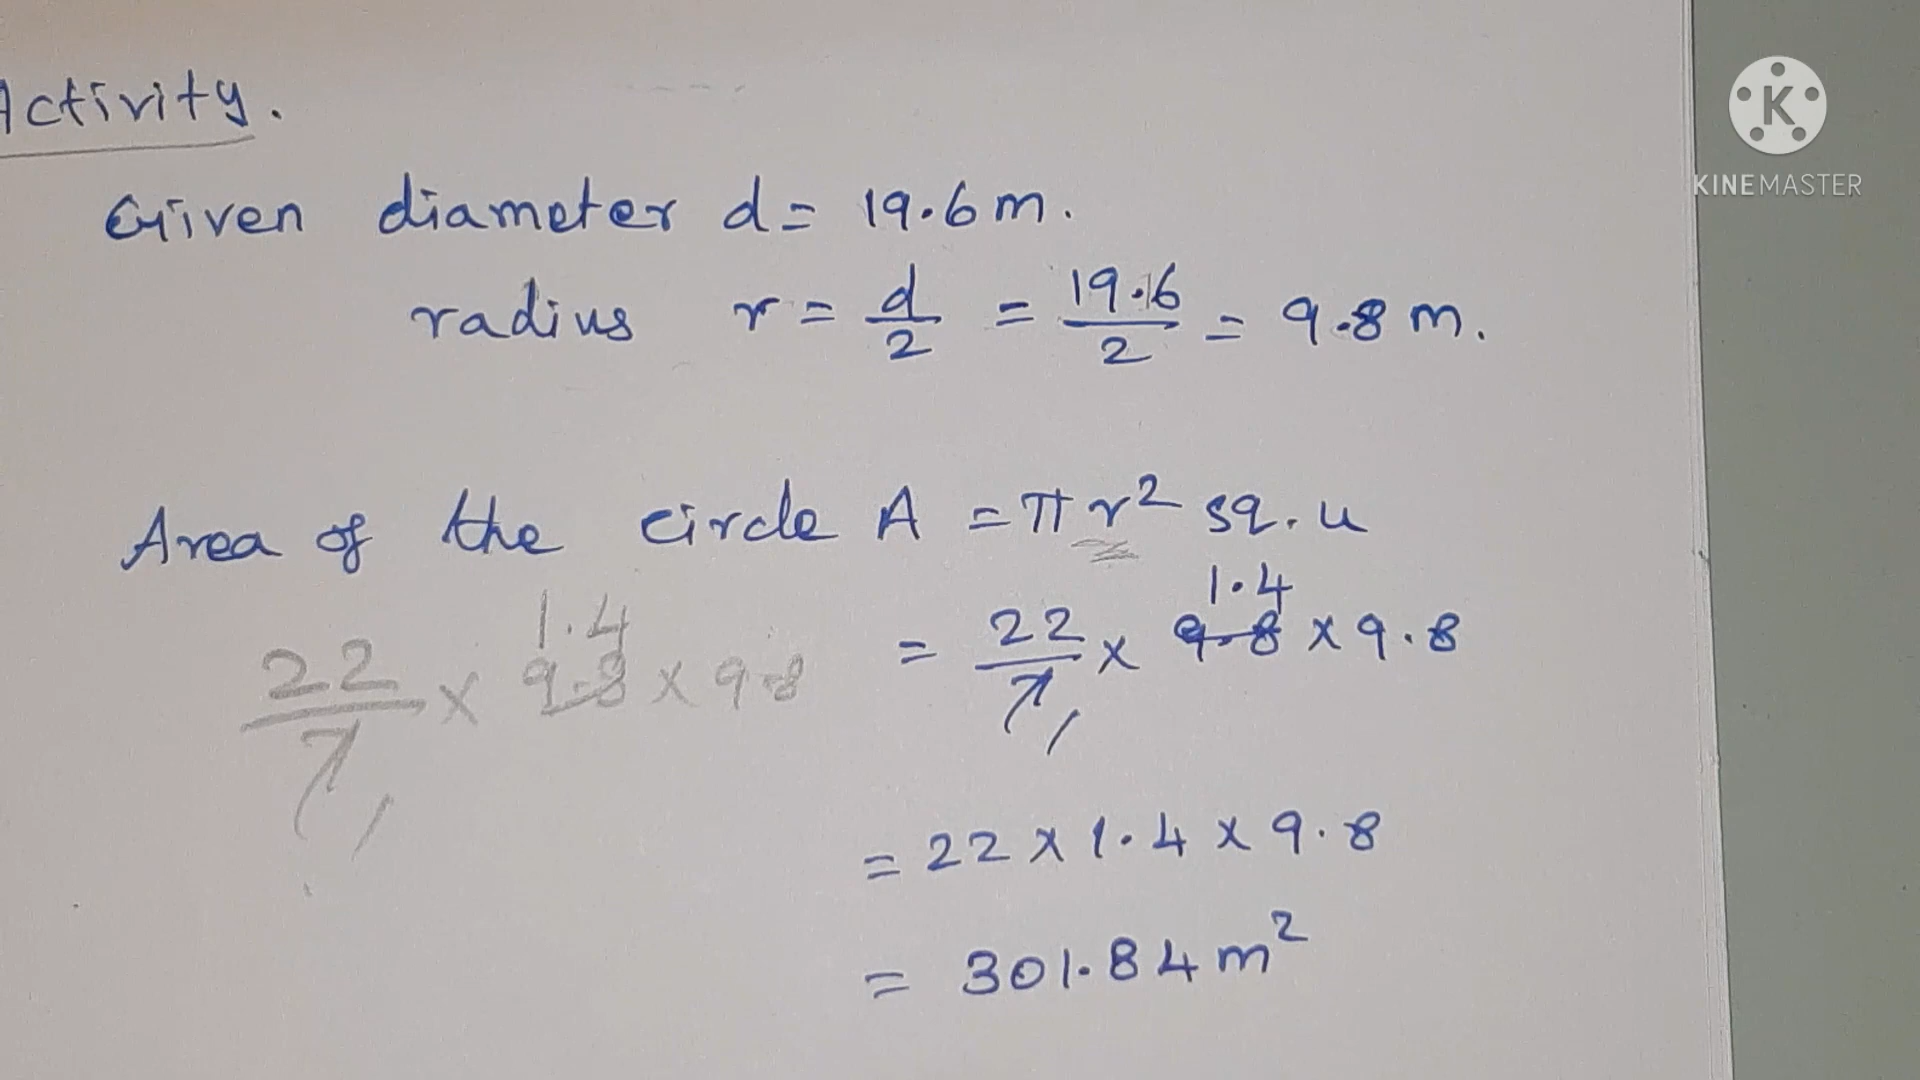 Activity.
Given diameter d = 19.6 m.
radius r = d/2 = 19.6/2 = 9.8 m.
Area of the circle A = πr² sq. u
22/7 × 9.8 × 9.8
1.4
= 22/7 × 9.8 × 9.8
1.4
= 22 × 1.4 × 9.8
= 301.84 m²
K
KINEMASTER